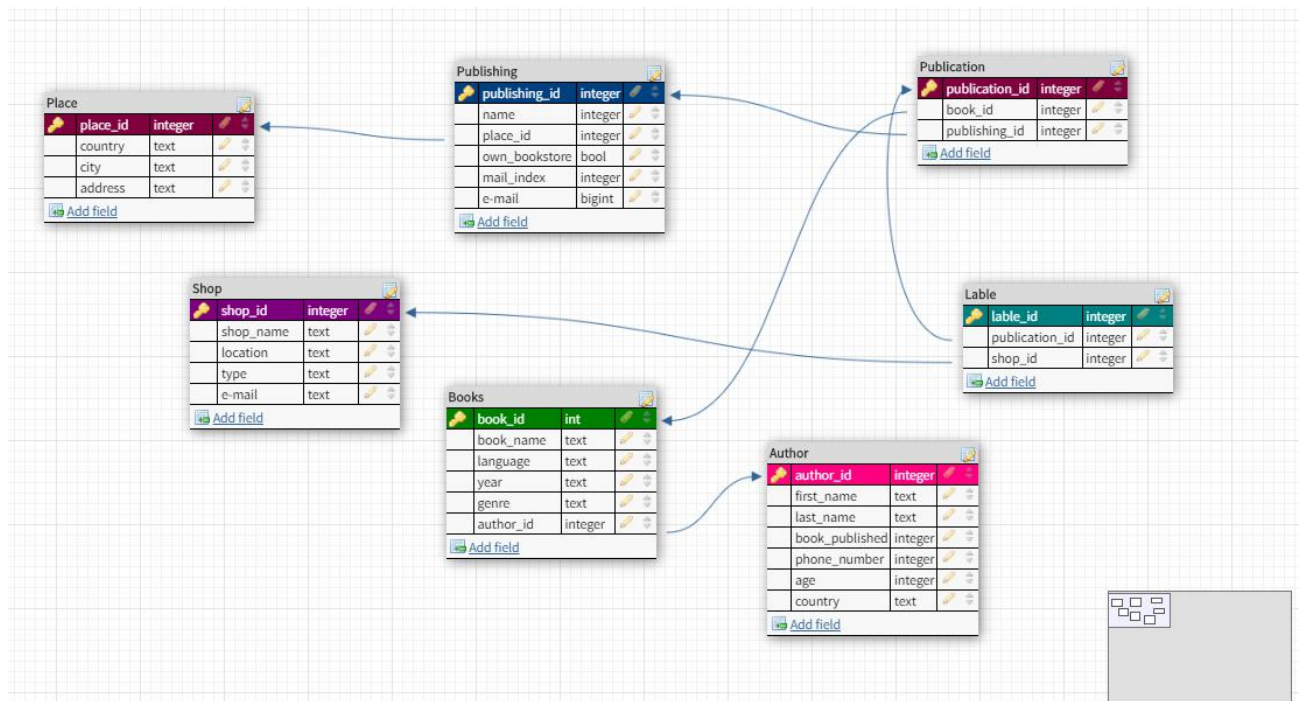 Place
place_id integer
country text
city text
address text
Add field
Publishing
publishing_id integer
name integer
place_id integer
own_bookstore bool
mail_index integer
e-mail bigint
Add field
Publication
publication_id integer
book_id integer
publishing_id integer
Add field
Shop
shop_id integer
shop_name text
location text
type text
e-mail text
Add field
Lable
lable_id integer
publication_id integer
shop_id integer
Add field
Books
book_id int
book_name text
language text
year text
genre text
author_id integer
Add field
Author
author_id integer
first_name text
last_name text
book_published integer
phone_number integer
age integer
country text
Add field